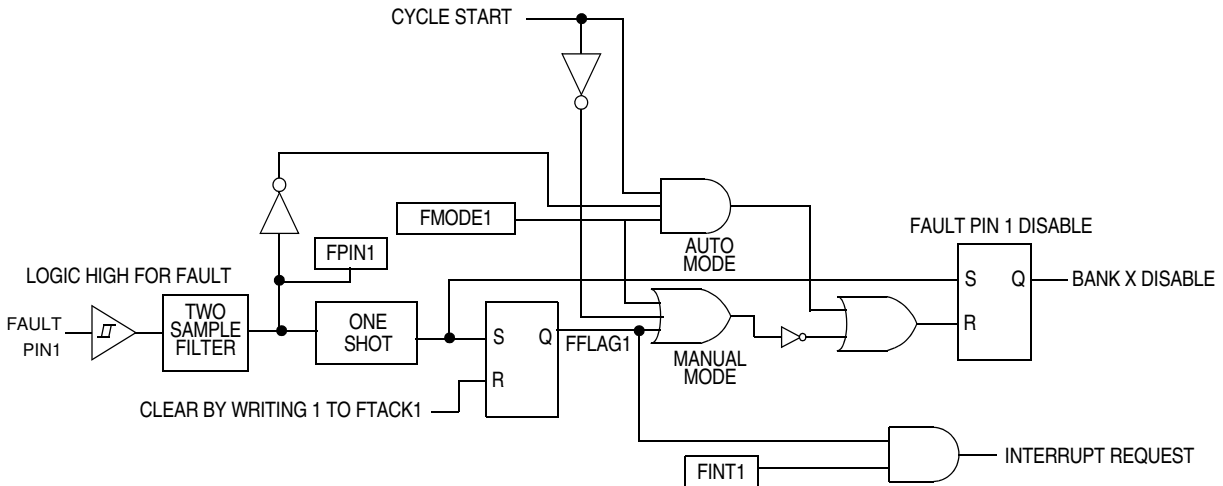 CYCLE START
FMODE1
AUTO
MODE
FAULT PIN 1 DISABLE
S
Q
R
BANK X DISABLE
FPIN1
LOGIC HIGH FOR FAULT
FAULT
PIN1
TWO
SAMPLE
FILTER
ONE
SHOT
S
Q
R
FFLAG1
MANUAL
MODE
CLEAR BY WRITING 1 TO FTACK1
FINT1
INTERRUPT REQUEST